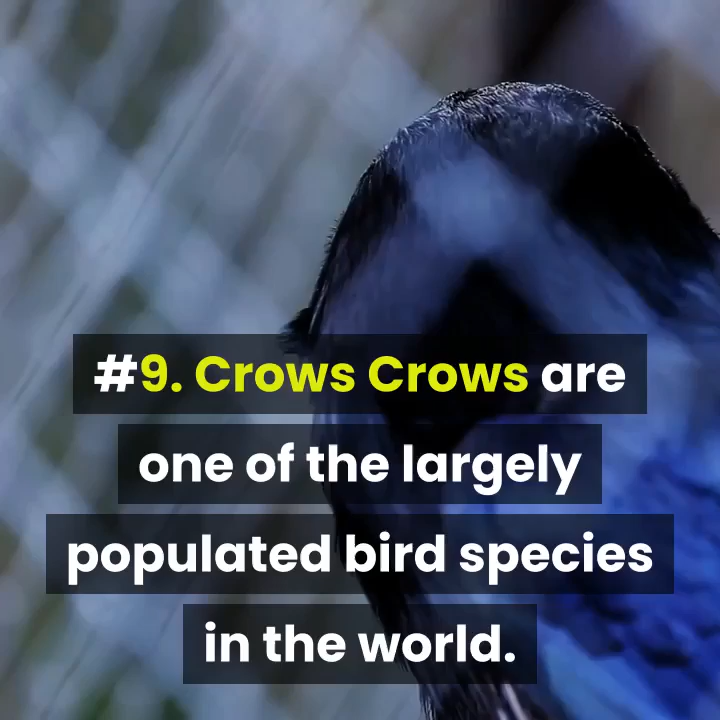 #9. Crows Crows are
one of the largely
populated bird species
in the world.